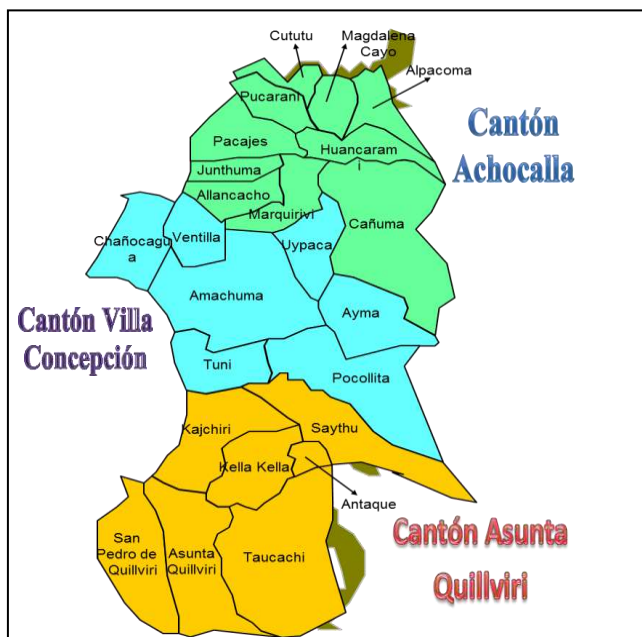 Cututu
Magdalena
Cayo
Alpacoma
Pucarani
Pacajes
Huancaram
i
Cantón
Achocalla
Junthuma
Allancacho
Marquirivi
Cañuma
Chañocagu
a
Ventilla
Uypaca
Amachuma
Ayma
Cantón Villa
Concepción
Tuni
Pocollita
Kajchiri
Saythu
Kella Kella
Antaque
San
Pedro de
Quillviri
Asunta
Quillviri
Taucachi
Cantón Asunta
Quillviri